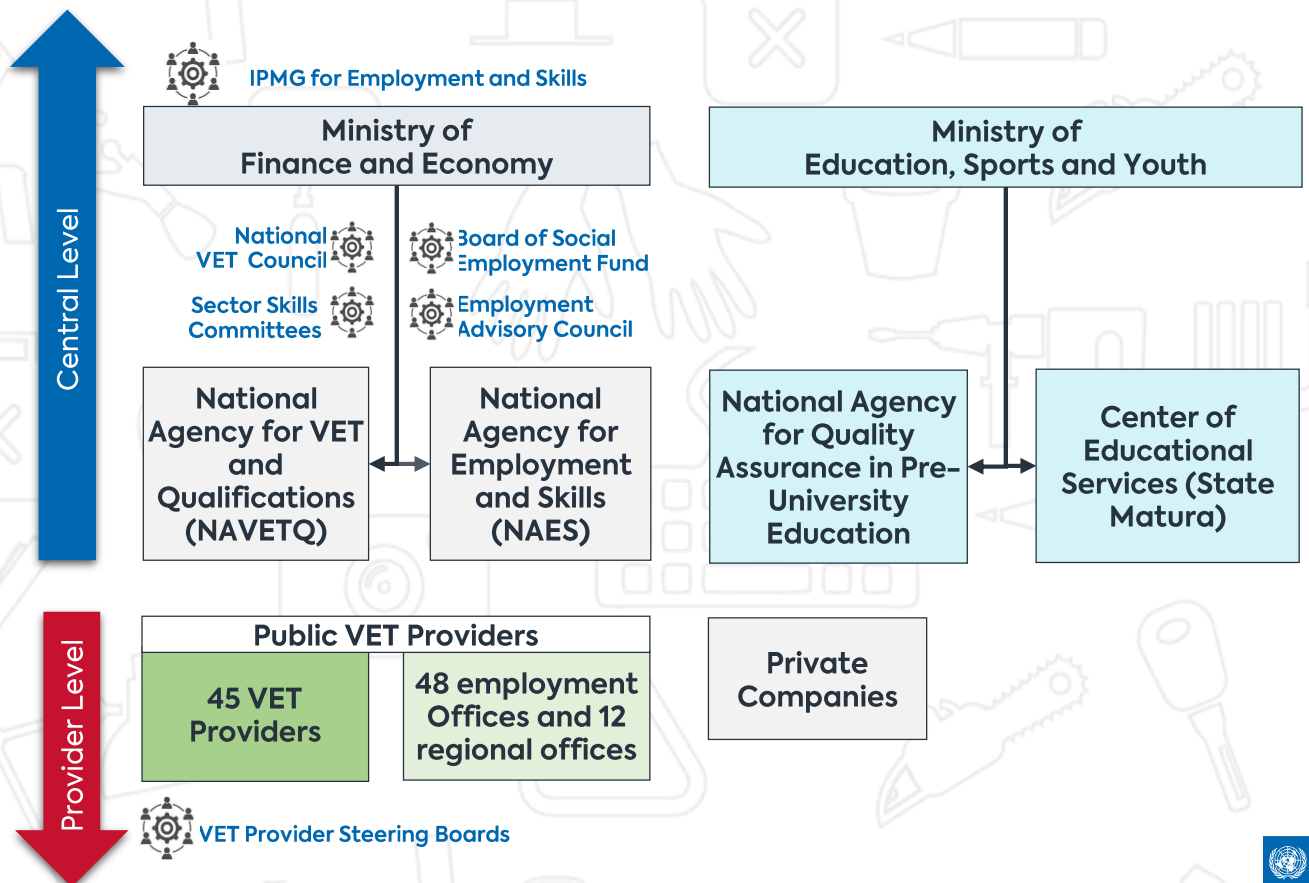 IPMG for Employment and Skills
Ministry of
Finance and Economy
Ministry of
Education, Sports and Youth
Central Level
National
VET Council
Board of Social
Employment Fund
Sector Skills
Committees
Employment
Advisory Council
National
Agency for VET
and
Qualifications
(NAVETQ)
National
Agency for
Employment
and Skills
(NAES)
National Agency
for Quality
Assurance in Pre-
University
Education
Center of
Educational
Services (State
Matura)
Provider Level
Public VET Providers
45 VET
Providers
48 employment
Offices and 12
regional offices
Private
Companies
VET Provider Steering Boards